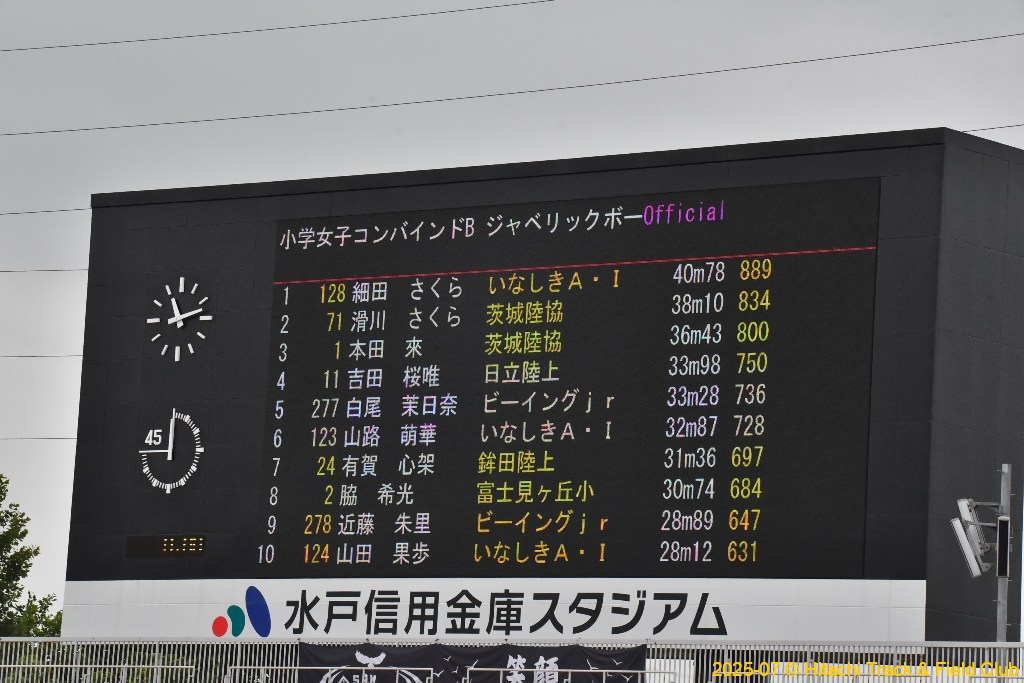 小学女子コンバインドB ジャベリックボーOfficial
1 128 細田 さくら いなしきA・I 40m78 889
2 71 滑川 さくら 茨城陸協 38m10 834
3 1 本田 來 茨城陸協 36m43 800
4 11 吉田 桜唯 日立陸上 33m98 750
5 277 白尾 茉日奈 ビーイングjr 33m28 736
6 123 山路 萌華 いなしきA・I 32m87 728
7 24 有賀 心架 鉾田陸上 31m36 697
8 2 脇 希光 富士見ヶ丘小 30m74 684
9 278 近藤 朱里 ビーイングjr 28m89 647
10 124 山田 果歩 いなしきA・I 28m12 631
45
水戸信用金庫スタジアム
笑顔
2025-07 © Hitachi Track & Field Club